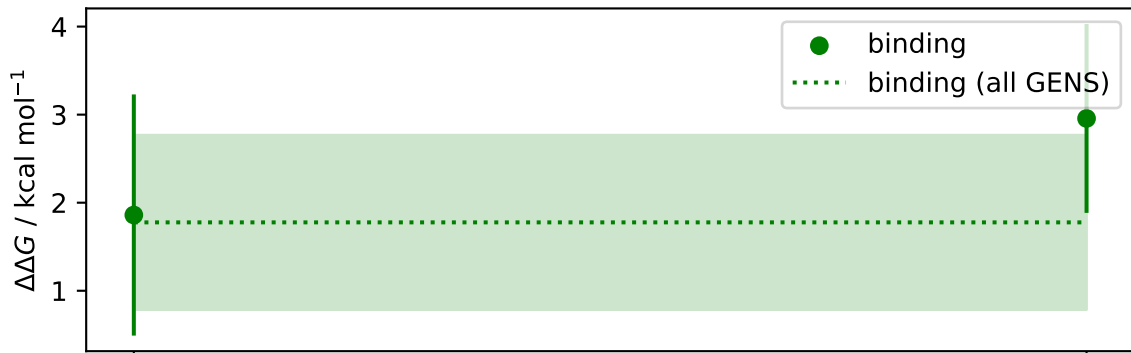 4
3
2
1
ΔΔG / kcal mol⁻¹
binding
binding (all GENS)